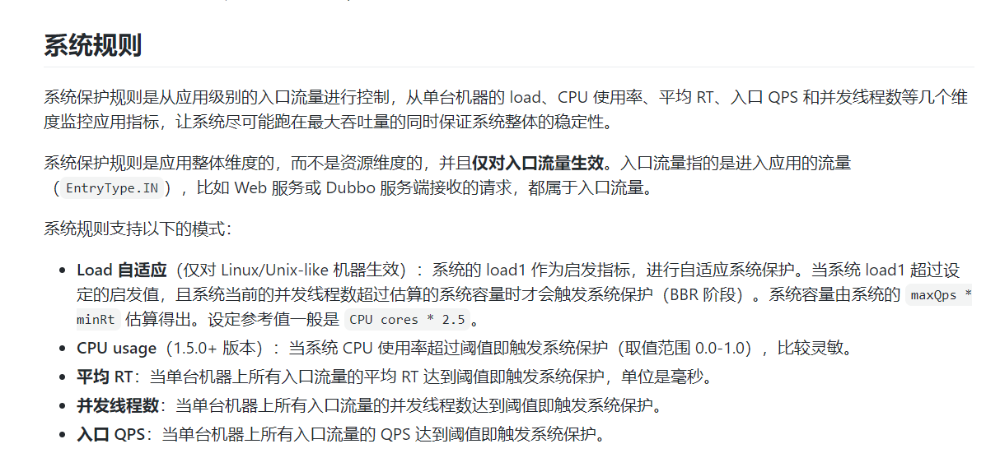 系统规则
系统保护规则是从应用级别的入口流量进行控制，从单台机器的 load、CPU 使用率、平均 RT、入口 QPS 和并发线程数等几个维
度监控应用指标，让系统尽可能跑在最大吞吐量的同时保证系统整体的稳定性。
系统保护规则是应用整体维度的，而不是资源维度的，并且仅对入口流量生效。入口流量指的是进入应用的流量
（EntryType.IN），比如 Web 服务或 Dubbo 服务端接收的请求，都属于入口流量。
系统规则支持以下的模式：
• Load 自适应（仅对 Linux/Unix-like 机器生效）：系统的 load1 作为启发指标，进行自适应系统保护。当系统 load1 超过设
定的启发值，且系统当前的并发线程数超过估算的系统容量时才会触发系统保护（BBR 阶段）。系统容量由系统的 maxQps *
minRt 估算得出。设定参考值一般是 CPU cores * 2.5。
• CPU usage（1.5.0+ 版本）：当系统 CPU 使用率超过阈值即触发系统保护（取值范围 0.0-1.0），比较灵敏。
• 平均 RT：当单台机器上所有入口流量的平均 RT 达到阈值即触发系统保护，单位是毫秒。
• 并发线程数：当单台机器上所有入口流量的并发线程数达到阈值即触发系统保护。
• 入口 QPS：当单台机器上所有入口流量的 QPS 达到阈值即触发系统保护。